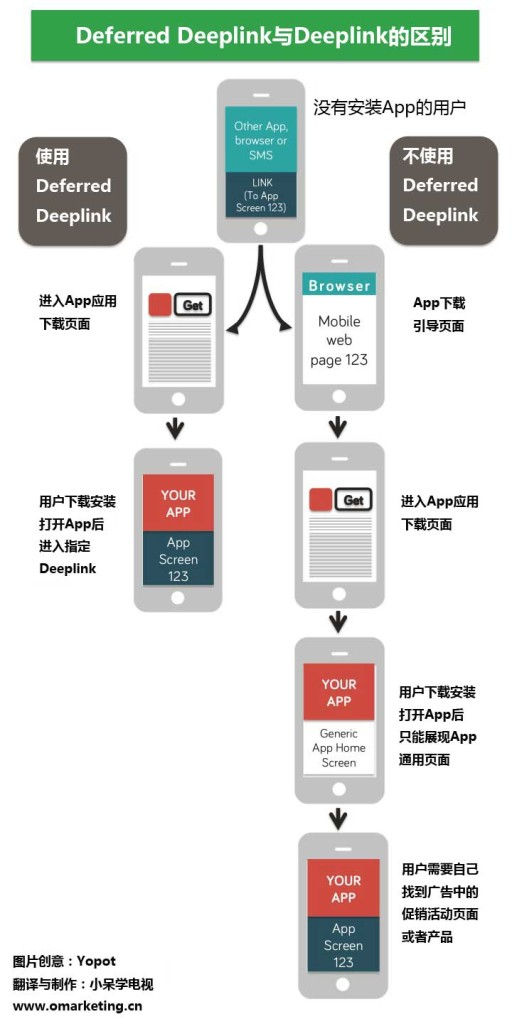 Deferred Deeplink与Deeplink的区别
没有安装App的用户
Other App,
browser or
SMS
LINK
(To App
Screen 123)
使用
Deferred
Deeplink
不使用
Deferred
Deeplink
进入App应用
下载页面
Get
Browser
Mobile
web
page 123
App下载
引导页面
用户下载安装
打开App后
进入指定
Deeplink
YOUR
APP
App
Screen
123
Get
进入App应用
下载页面
YOUR
APP
Generic
App Home
Screen
用户下载安装
打开App后
只能展现App
通用页面
YOUR
APP
App
Screen
123
用户需要自己
找到广告中的
促销活动页面
或者产品
图片创意：Yopot
翻译与制作：小呆学电视
www.omarketing.cn